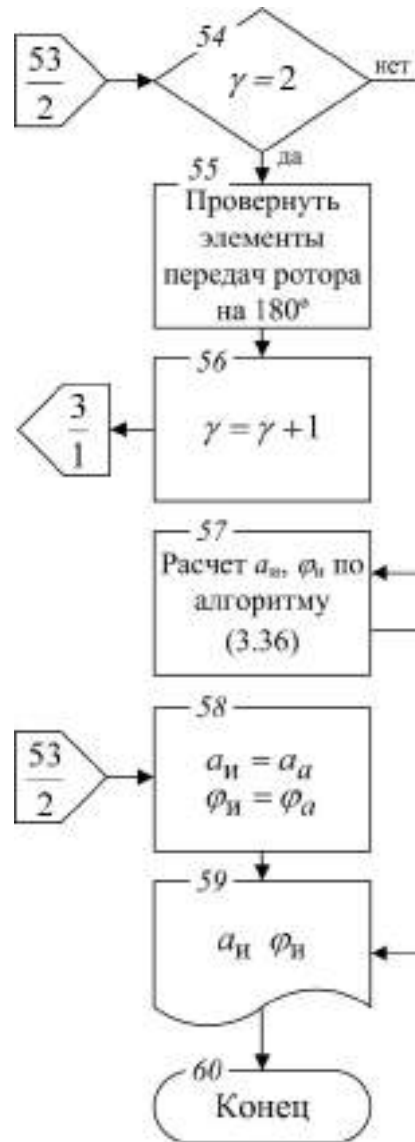 54
53
2
γ = 2
нет
да
55
Провернуть
элементы
передач ротора
на 180°
56
γ = γ + 1
3
1
57
Расчет aи, φи по
алгоритму
(3.36)
58
53
2
aи = aa
φи = φa
59
aи φи
60
Конец